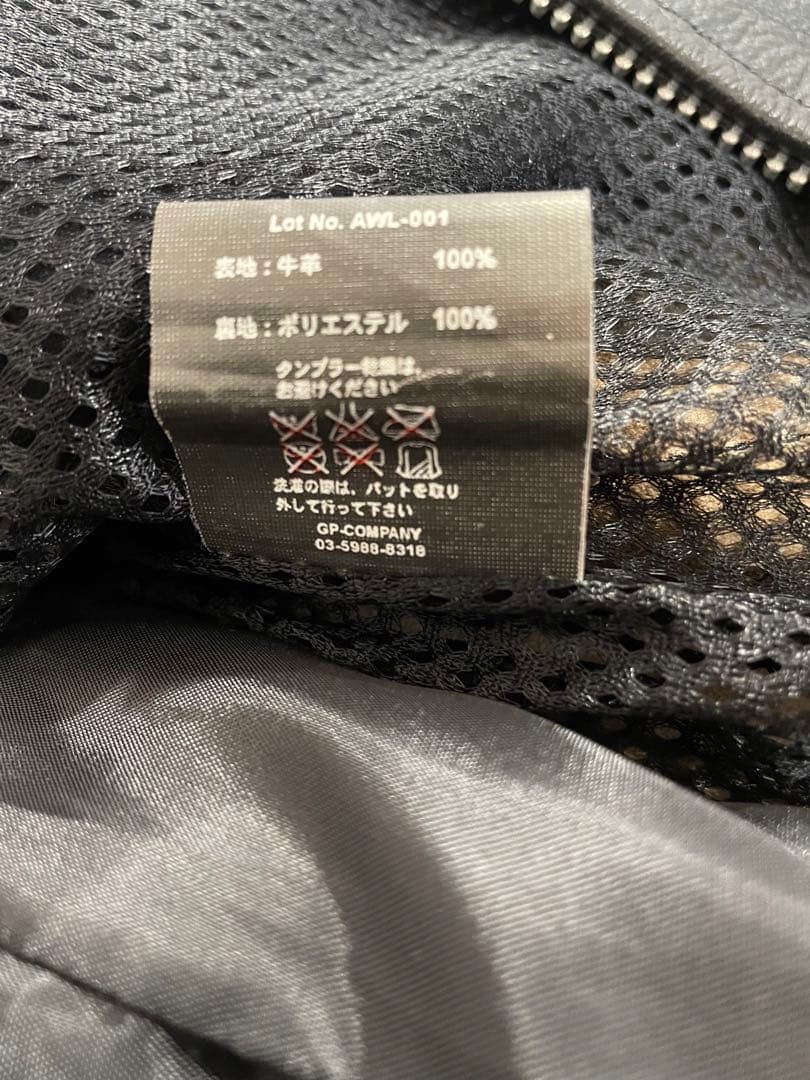 Lot No. AWL-001
表地：牛革 100%
裏地：ポリエステル 100%
タンブラー乾燥は、
お避けください
洗濯の際は、パットを取り
外して行って下さい
GP-COMPANY
03-5988-8318